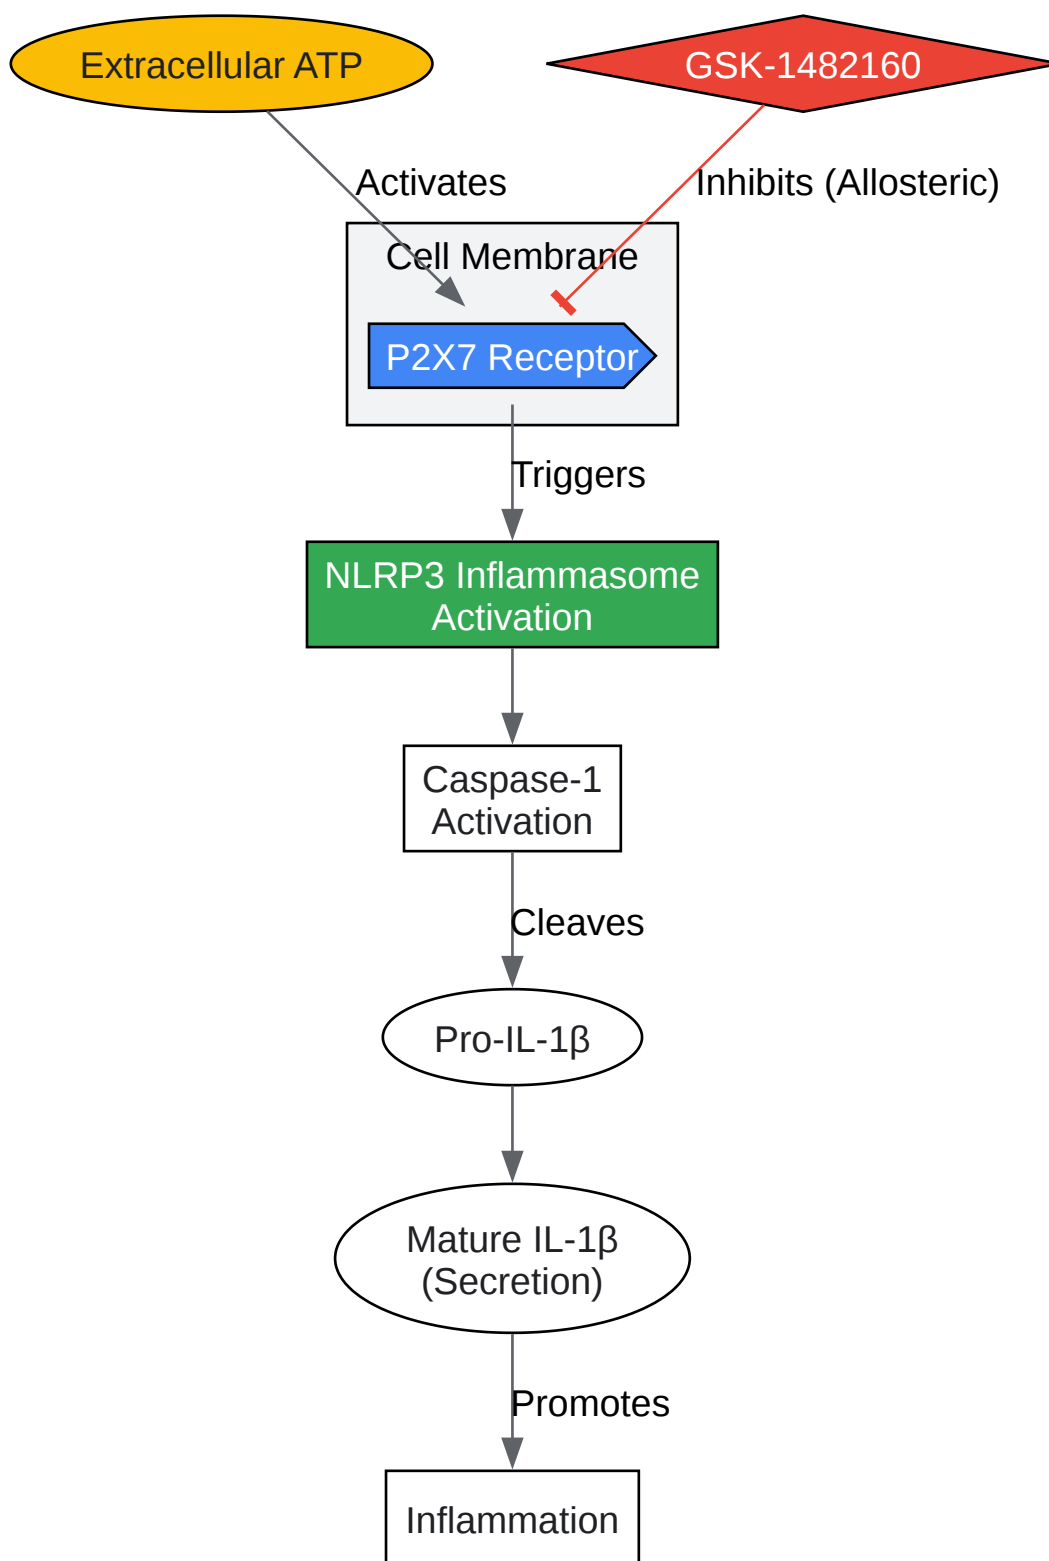 Extracellular ATP
GSK-1482160
Activates
Inhibits (Allosteric)
Cell Membrane
P2X7 Receptor
Triggers
NLRP3 Inflammasome
Activation
Caspase-1
Activation
Cleaves
Pro-IL-1β
Mature IL-1β
(Secretion)
Promotes
Inflammation